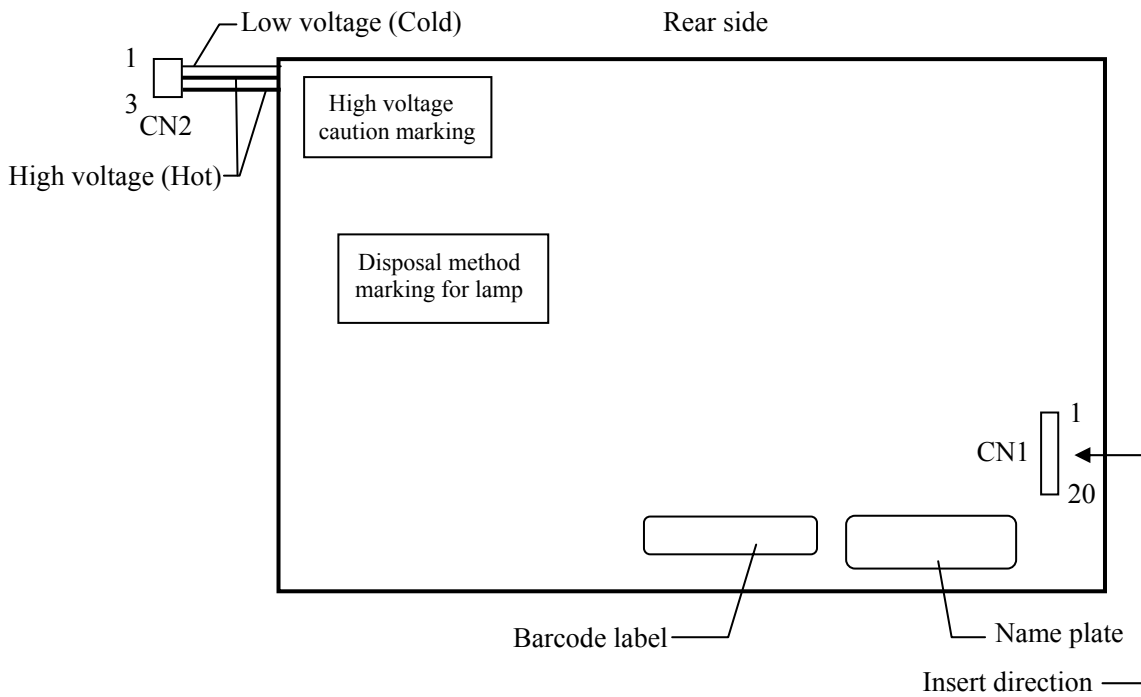 Low voltage (Cold)
Rear side
1
3
CN2
High voltage (Hot)
High voltage
caution marking
Disposal method
marking for lamp
1
CN1
20
Barcode label
Name plate
Insert direction